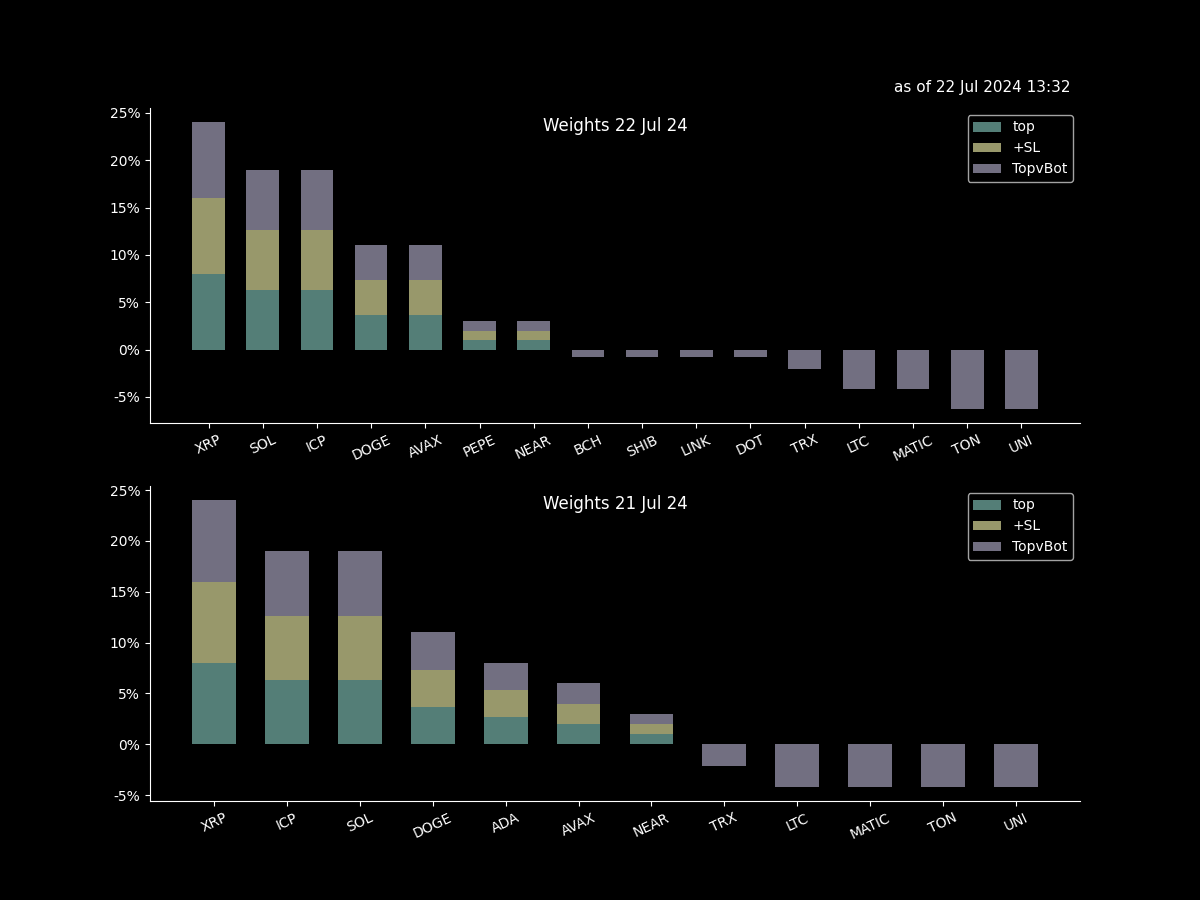 as of 22 Jul 2024 13:32
Weights 22 Jul 24
top
+SL
TopvBot
25%
20%
15%
10%
5%
0%
-5%
XRP SOL ICP DOGE AVAX PEPE NEAR BCH SHIB LINK DOT TRX LTC MATIC TON UNI
Weights 21 Jul 24
top
+SL
TopvBot
25%
20%
15%
10%
5%
0%
-5%
XRP ICP SOL DOGE ADA AVAX NEAR TRX LTC MATIC TON UNI